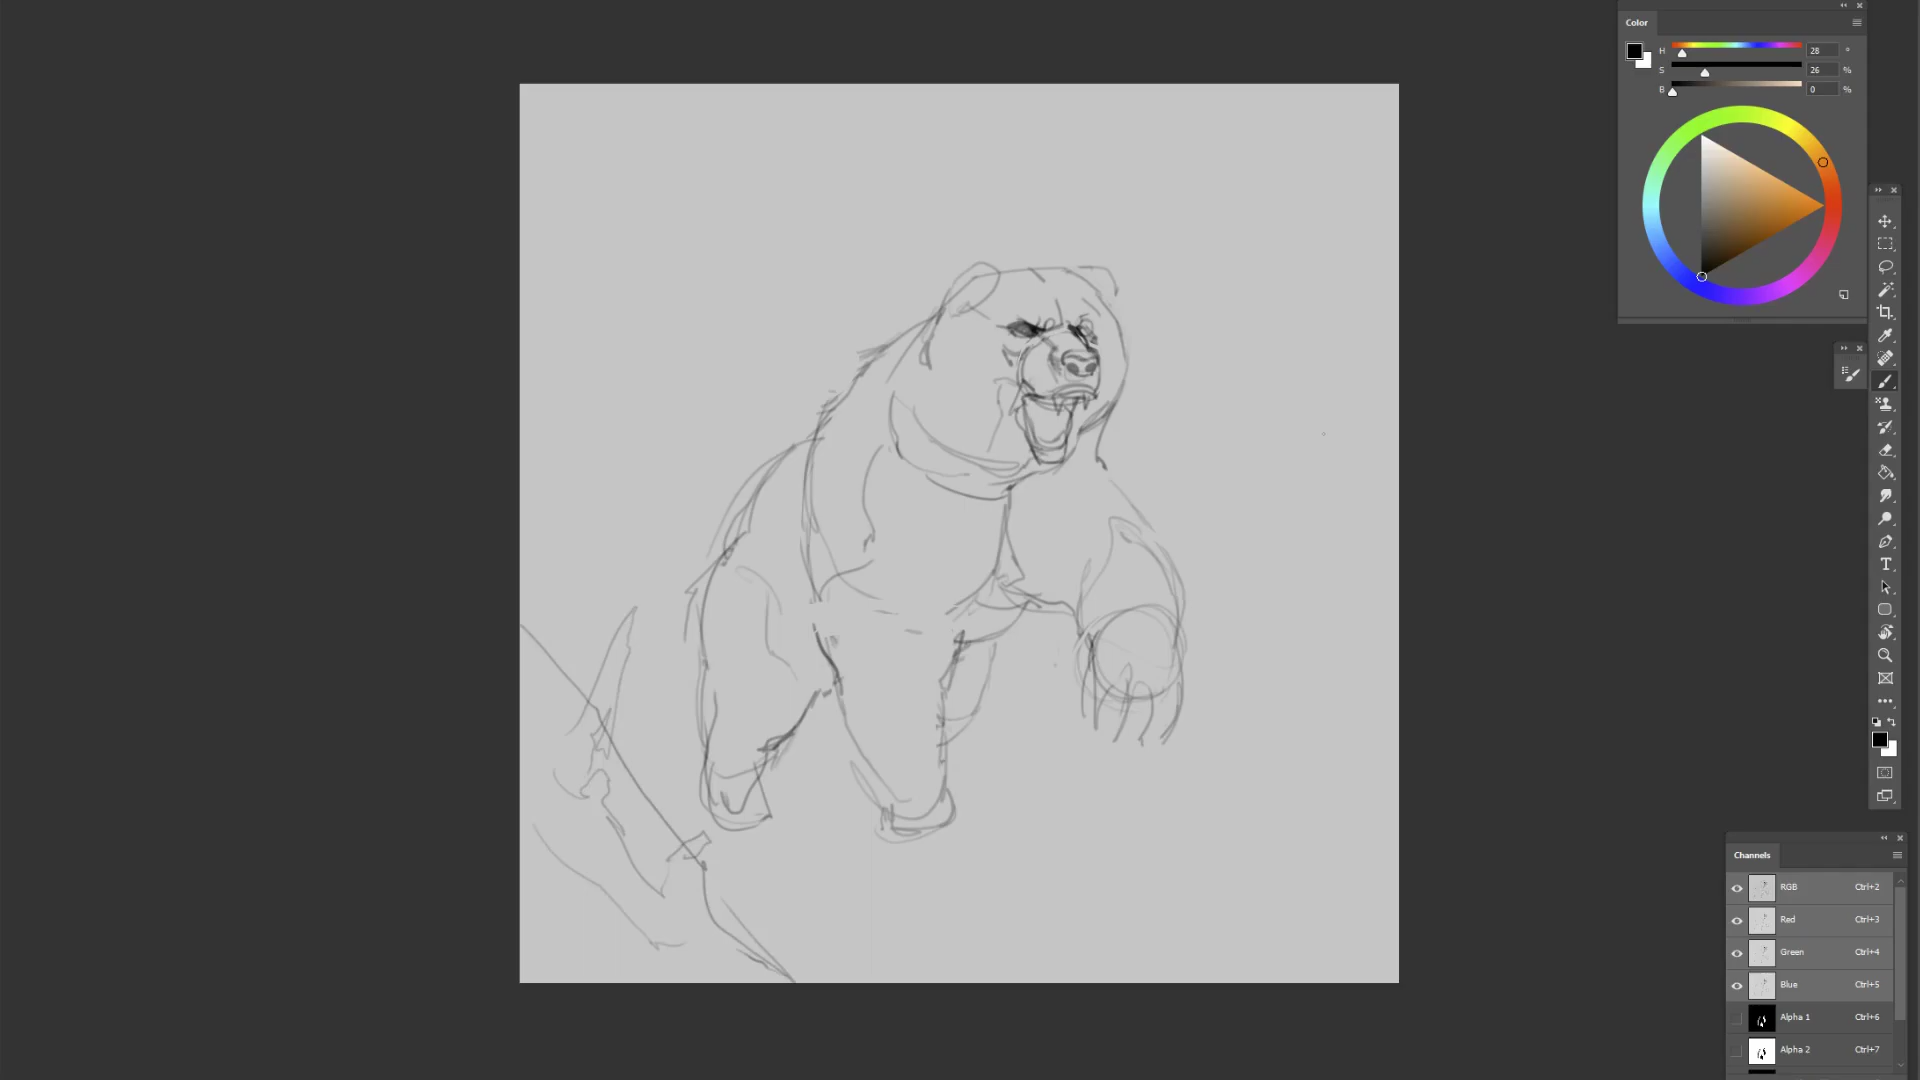 Color
H 28 °
S 26 %
B 0 %
Channels
RGB Ctrl+2
Red Ctrl+3
Green Ctrl+4
Blue Ctrl+5
Alpha 1 Ctrl+6
Alpha 2 Ctrl+7